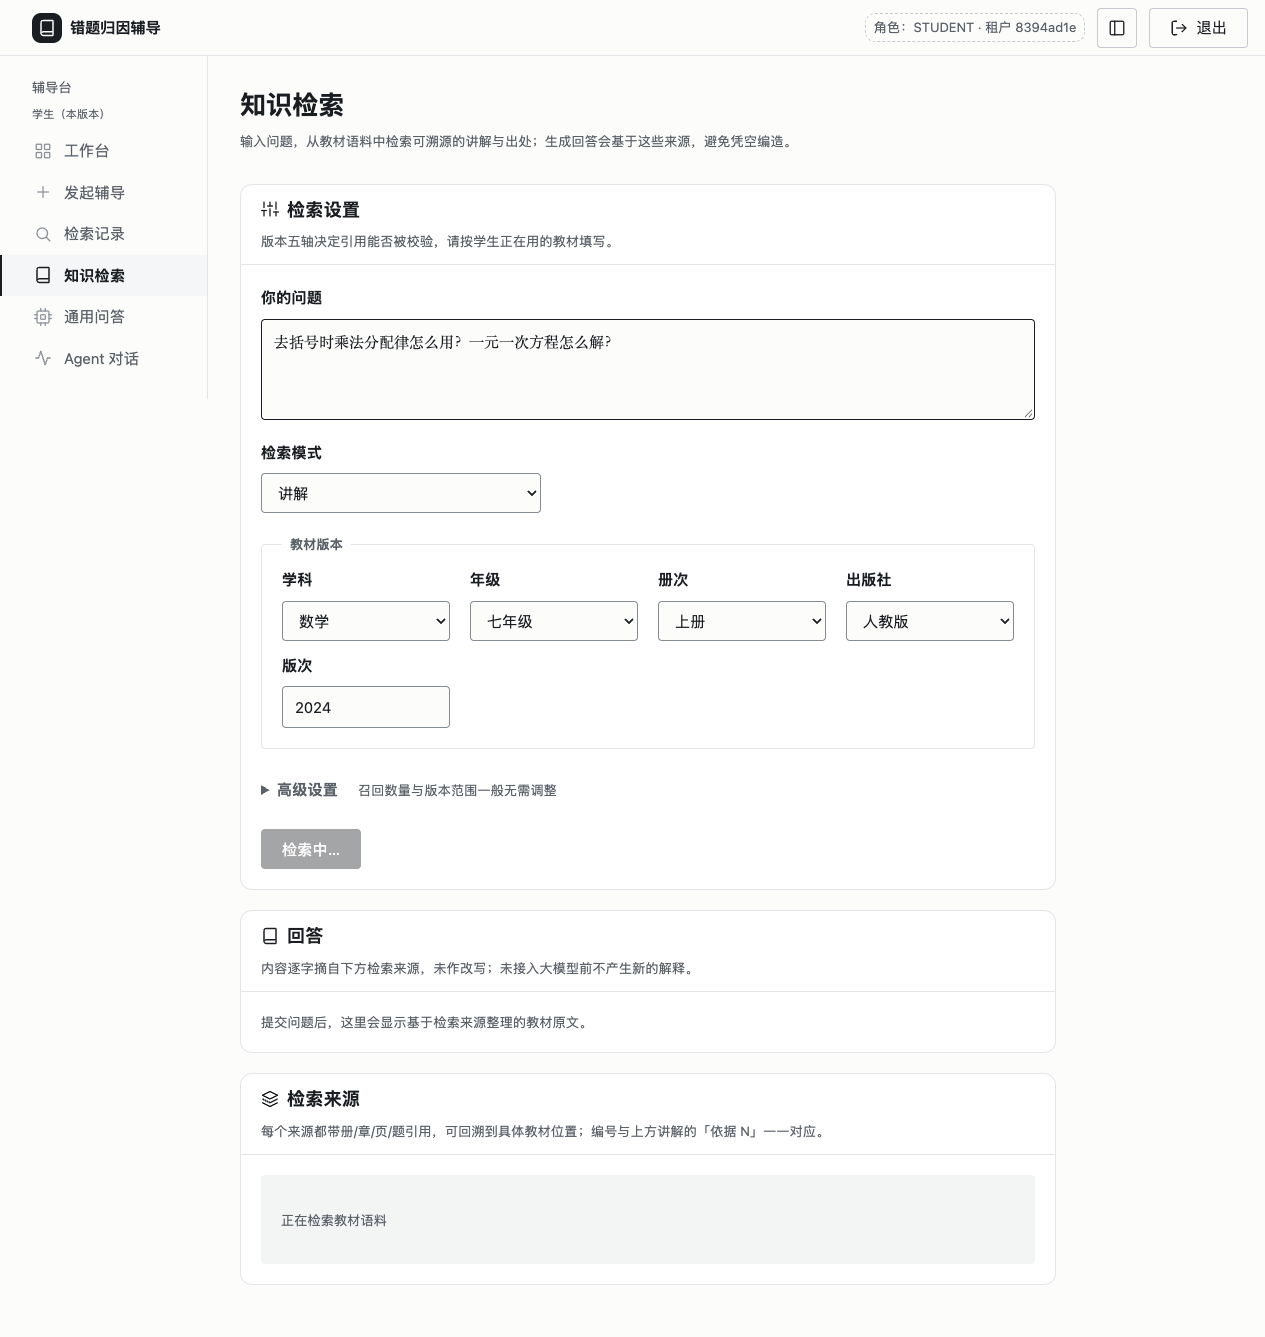 错题归因辅导
角色：STUDENT · 租户 8394ad1e
退出
辅导台
学生（本版本）
工作台
发起辅导
检索记录
知识检索
通用问答
Agent 对话
知识检索
输入问题，从教材语料中检索可溯源的讲解与出处；生成回答会基于这些来源，避免凭空编造。
检索设置
版本五轴决定引用能否被校验，请按学生正在用的教材填写。
你的问题
去括号时乘法分配律怎么用？一元一次方程怎么解？
检索模式
讲解
教材版本
学科 年级 册次 出版社
数学 七年级 上册 人教版
版次
2024
高级设置 召回数量与版本范围一般无需调整
检索中...
回答
内容逐字摘自下方检索来源，未作改写；未接入大模型前不产生新的解释。
提交问题后，这里会显示基于检索来源整理的教材原文。
检索来源
每个来源都带册/章/页/题引用，可回溯到具体教材位置；编号与上方讲解的「依据 N」一一对应。
正在检索教材语料